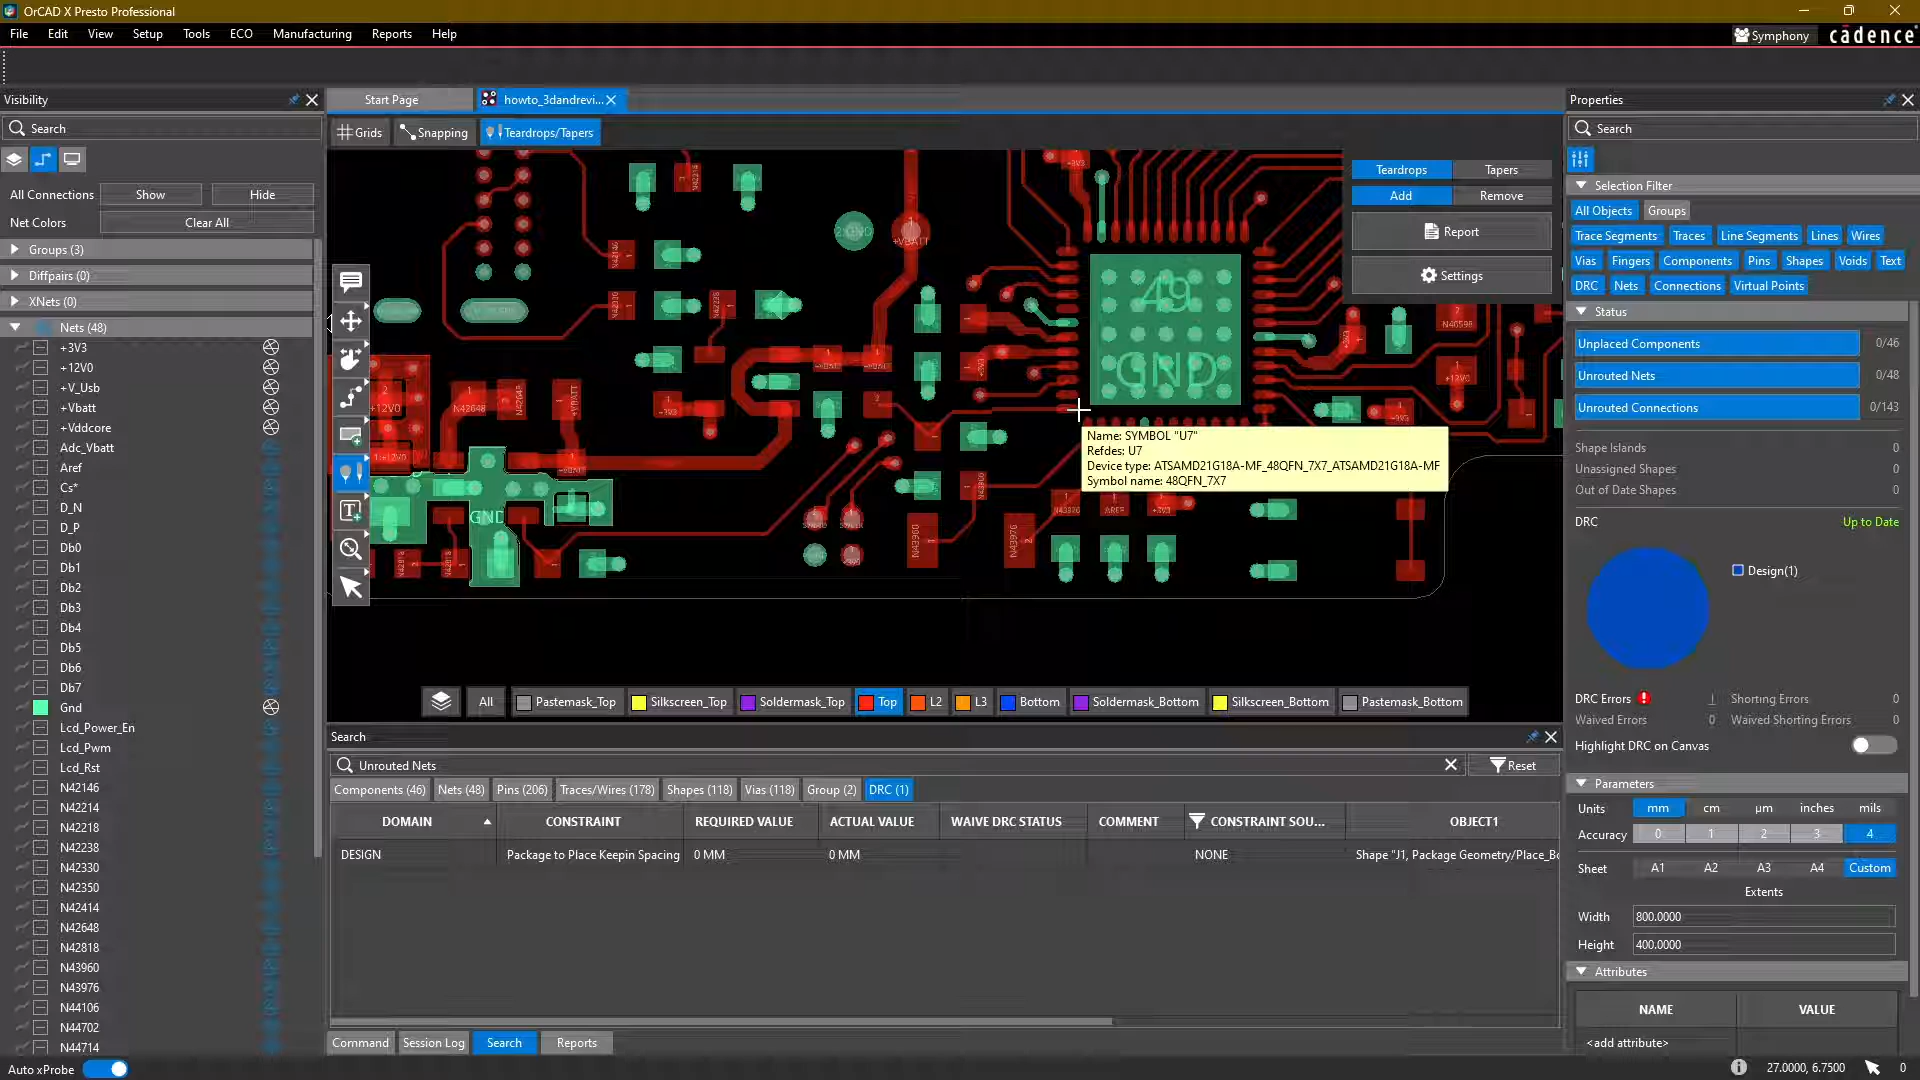 OrCAD X Presto Professional
File Edit View Setup Tools ECO Manufacturing Reports Help
Symphony cādence
Visibility
Search
All Connections Show Hide
Net Colors Clear All
Groups (3)
Diffpairs (0)
XNets (0)
Nets (48)
+3V3
+12V0
+V_Usb
+Vbatt
+Vddcore
Adc_Vbatt
Aref
Cs*
D_N
D_P
Db0
Db1
Db2
Db3
Db4
Db5
Db6
Db7
Gnd
Lcd_Power_En
Lcd_Pwm
Lcd_Rst
N42146
N42214
N42218
N42238
N42330
N42350
N42414
N42648
N42818
N43960
N43976
N44106
N44702
N44714
Auto xProbe
Start Page howto_3dandrevi...
Grids Snapping Teardrops/Tapers
Teardrops Tapers
Add Remove
Report
Settings
49
GND
GND
+VBATT
+12V0
N42648
Name: SYMBOL "U7"
Refdes: U7
Device type: ATSAMD21G18A-MF_48QFN_7X7_ATSAMD21G18A-MF
Symbol name: 48QFN_7X7
All Pastemask_Top Silkscreen_Top Soldermask_Top Top L2 L3 Bottom Soldermask_Bottom Silkscreen_Bottom Pastemask_Bottom
Search
Unrouted Nets Reset
Components (46) Nets (48) Pins (206) Traces/Wires (178) Shapes (118) Vias (118) Group (2) DRC (1)
DOMAIN CONSTRAINT REQUIRED VALUE ACTUAL VALUE WAIVE DRC STATUS COMMENT CONSTRAINT SOU... OBJECT1
DESIGN Package to Place Keepin Spacing 0 MM 0 MM NONE Shape "J1, Package Geometry/Place_Bo
Command Session Log Search Reports
Properties
Search
Selection Filter
All Objects Groups
Trace Segments Traces Line Segments Lines Wires
Vias Fingers Components Pins Shapes Voids Text
DRC Nets Connections Virtual Points
Status
Unplaced Components 0/46
Unrouted Nets 0/48
Unrouted Connections 0/143
Shape Islands 0
Unassigned Shapes 0
Out of Date Shapes 0
DRC Up to Date
Design(1)
DRC Errors 1 Shorting Errors 0
Waived Errors 0 Waived Shorting Errors 0
Highlight DRC on Canvas
Parameters
Units mm cm µm inches mils
Accuracy 0 1 2 3 4
Sheet A1 A2 A3 A4 Custom
Extents
Width 800.0000
Height 400.0000
Attributes
NAME VALUE
<add attribute>
27.0000, 6.7500 0